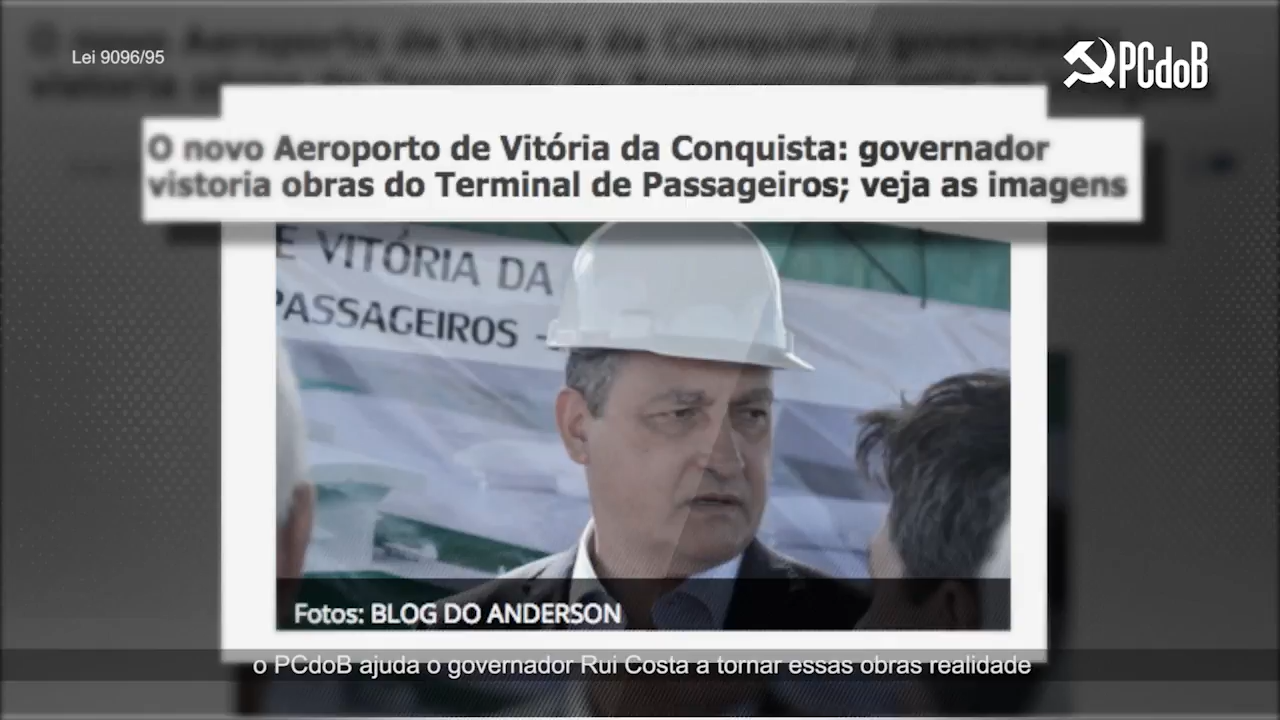 Lei 9096/95
PCdoB
O novo Aeroporto de Vitória da Conquista: governador
vistoria obras do Terminal de Passageiros; veja as imagens
E VITÓRIA DA
PASSAGEIROS -
Fotos: BLOG DO ANDERSON
o PCdoB ajuda o governador Rui Costa a tornar essas obras realidade